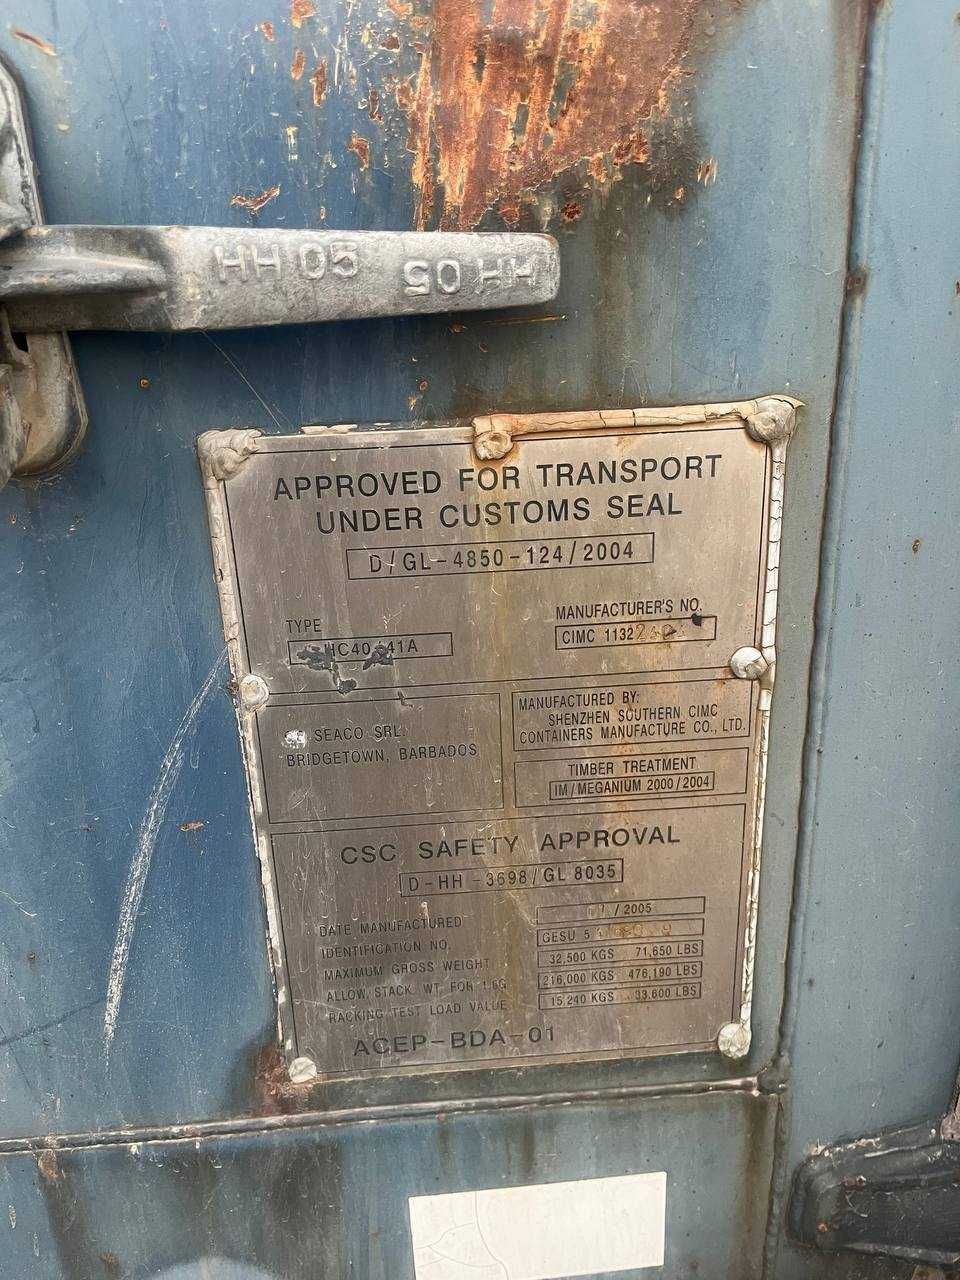 HH 05
HH 05
APPROVED FOR TRANSPORT
UNDER CUSTOMS SEAL
D/GL-4850-124/2004
TYPE
MANUFACTURER'S NO.
CIMC 1132
SEACO SRL.
BRIDGETOWN, BARBADOS
MANUFACTURED BY:
SHENZHEN SOUTHERN CIMC
CONTAINERS MANUFACTURE CO., LTD.
TIMBER TREATMENT
IM/MEGANIUM 2000/2004
CSC SAFETY APPROVAL
D-HH-3698/GL 8035
DATE MANUFACTURED /2005
IDENTIFICATION NO. GESU
MAXIMUM GROSS WEIGHT 32,500 KGS 71,650 LBS
ALLOW. STACK. WT. FOR 1.8G 216,000 KGS 476,190 LBS
RACKING TEST LOAD VALUE 15,240 KGS 33,600 LBS
ACEP-BDA-01